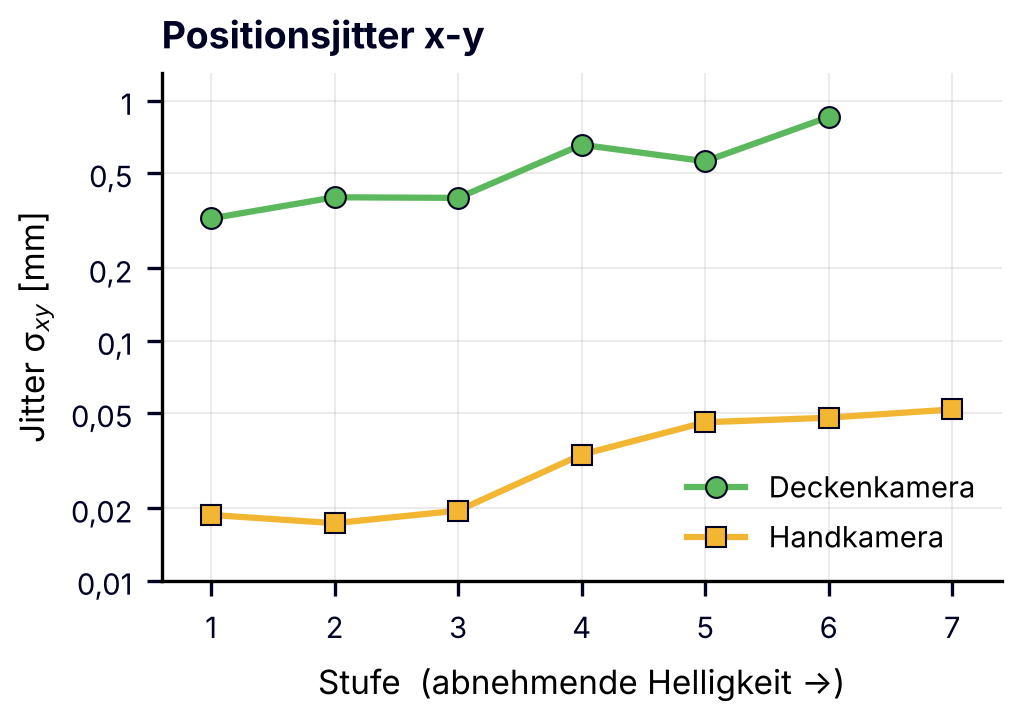 Positionsjitter x-y
Jitter σxy [mm]
1
0,5
0,2
0,1
0,05
0,02
0,01
Deckenkamera
Handkamera
1 2 3 4 5 6 7
Stufe (abnehmende Helligkeit →)